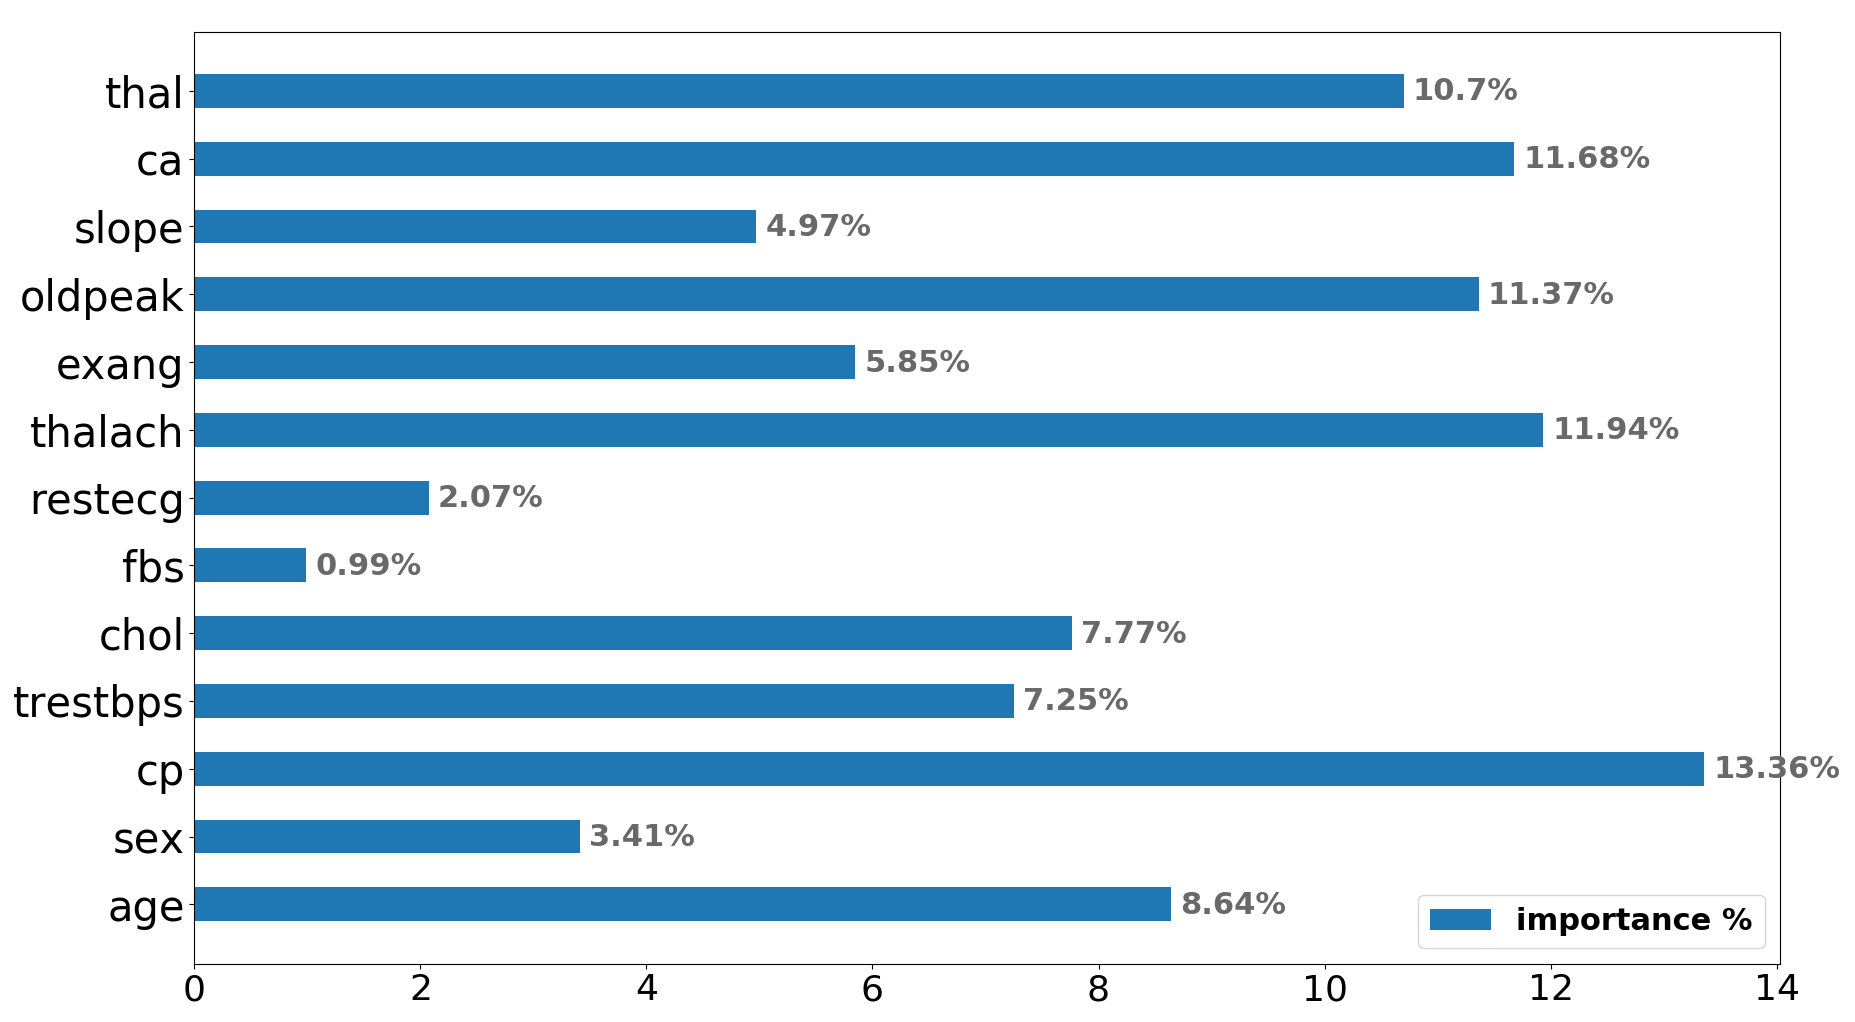 thal 10.7%
ca 11.68%
slope 4.97%
oldpeak 11.37%
exang 5.85%
thalach 11.94%
restecg 2.07%
fbs 0.99%
chol 7.77%
trestbps 7.25%
cp 13.36%
sex 3.41%
age 8.64%
importance %
0 2 4 6 8 10 12 14